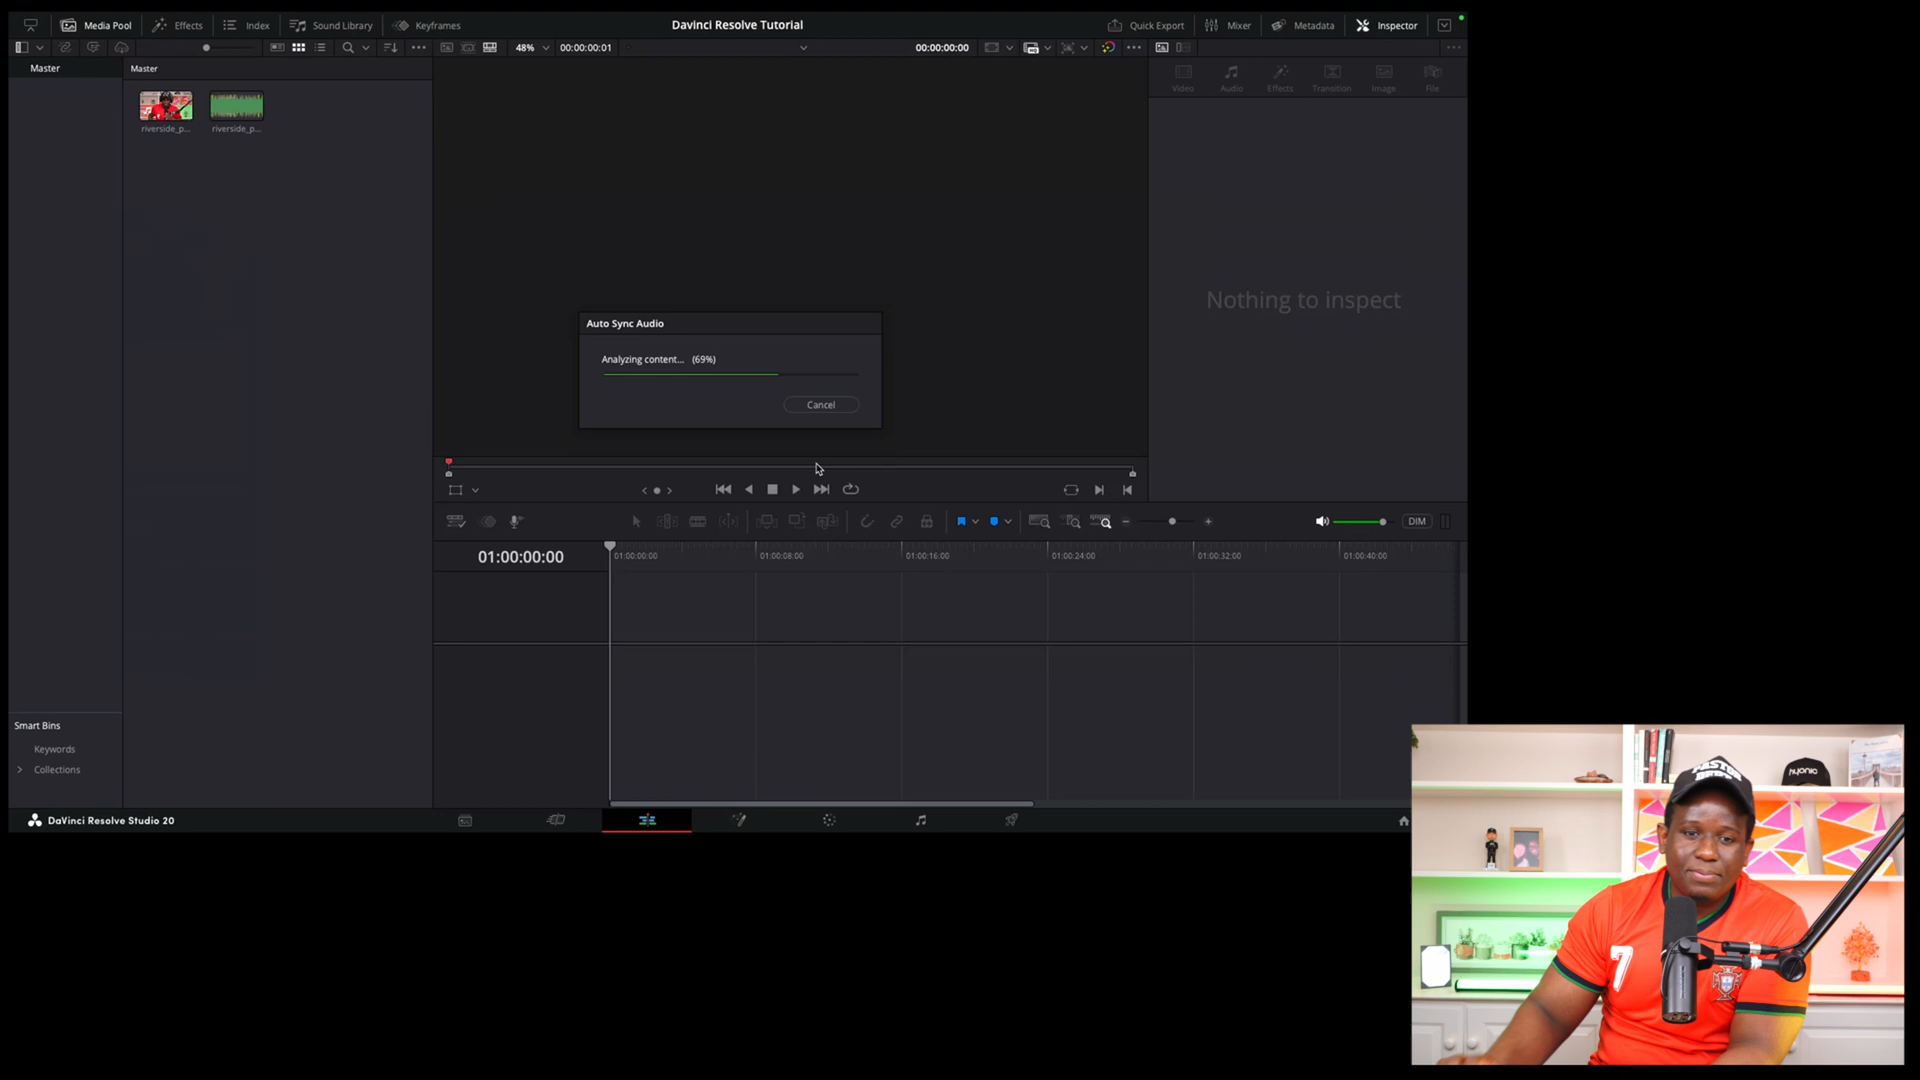 Media Pool
Effects
Index
Sound Library
Keyframes
Davinci Resolve Tutorial
Quick Export
Mixer
Metadata
Inspector
48%
00:00:00:01
00:00:00:00
Master
Master
riverside_p...
riverside_p...
Video
Audio
Effects
Transition
Image
File
Nothing to inspect
Auto Sync Audio
Analyzing content... (69%)
Cancel
DIM
01:00:00:00
01:00:00:00
01:00:08:00
01:00:16:00
01:00:24:00
01:00:32:00
01:00:40:00
Smart Bins
Keywords
Collections
DaVinci Resolve Studio 20
hyonic
PASTOR
7